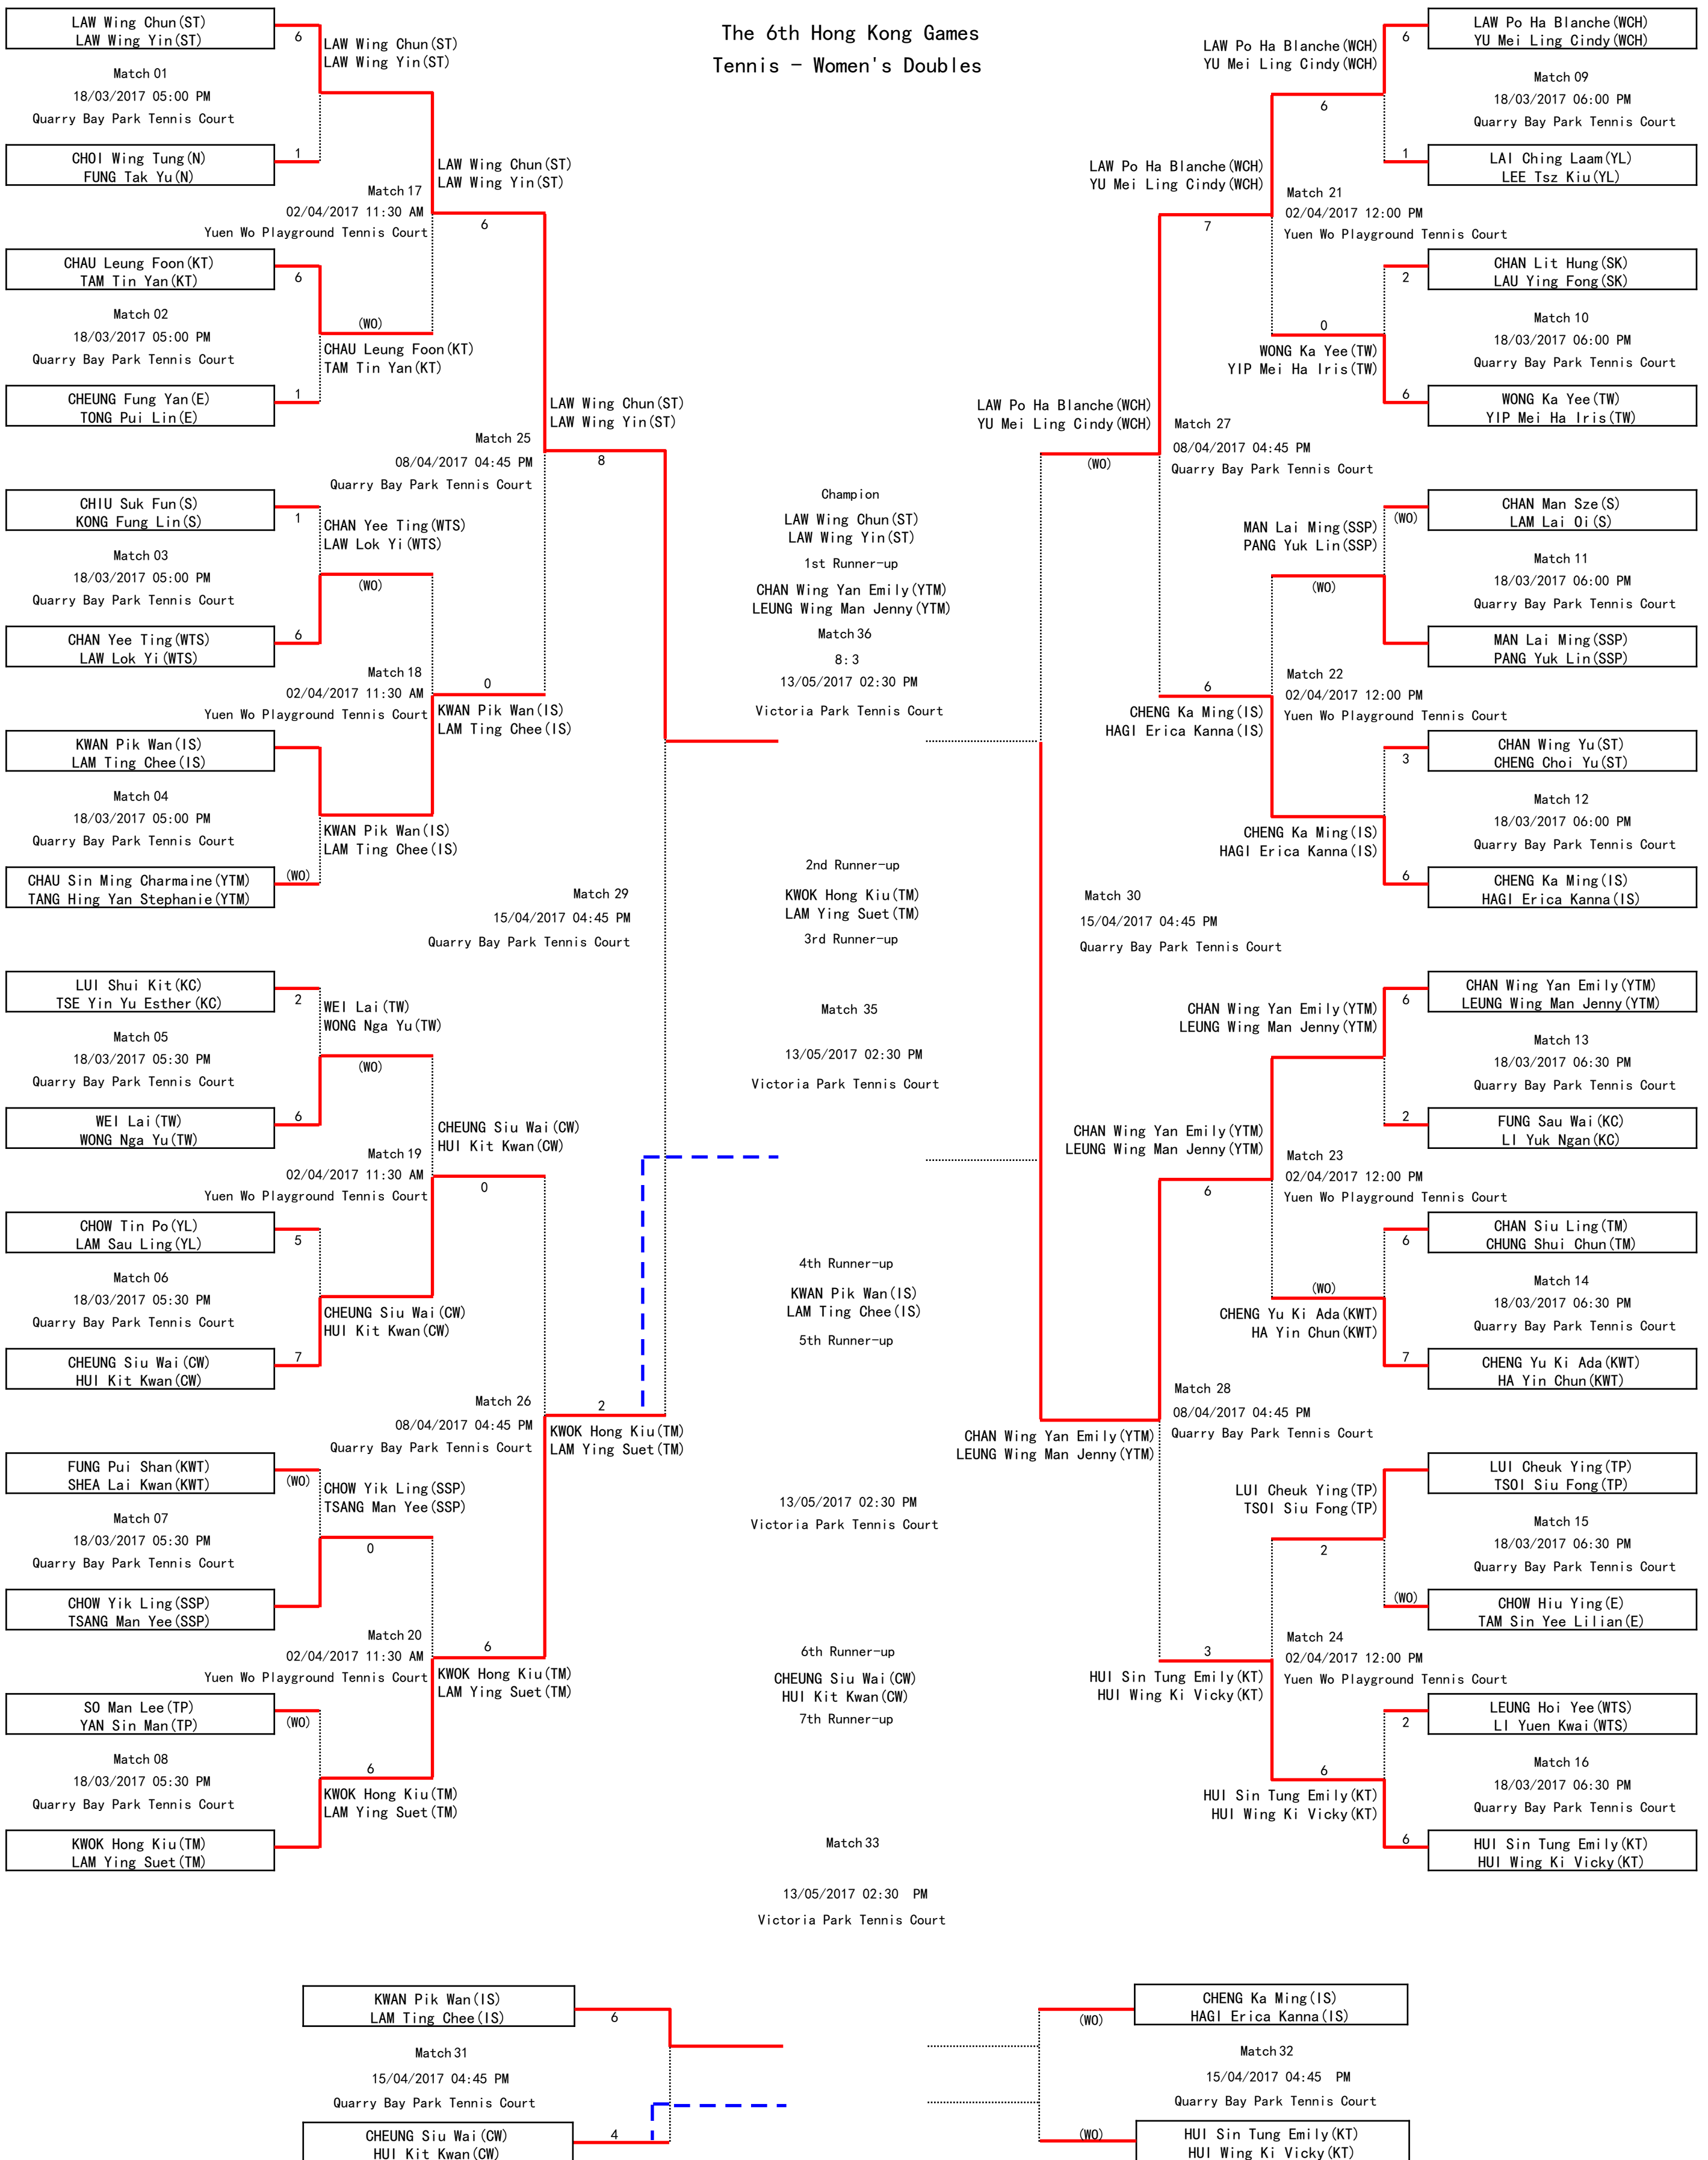 The 6th Hong Kong Games
Tennis - Women's Doubles
LAW Wing Chun(ST)
LAW Wing Yin(ST)
6
LAW Wing Chun(ST)
LAW Wing Yin(ST)
Match 01
18/03/2017 05:00 PM
Quarry Bay Park Tennis Court
CHOI Wing Tung(N)
FUNG Tak Yu(N)
1
LAW Wing Chun(ST)
LAW Wing Yin(ST)
Match 17
02/04/2017 11:30 AM
Yuen Wo Playground Tennis Court
6
CHAU Leung Foon(KT)
TAM Tin Yan(KT)
6
Match 02
18/03/2017 05:00 PM
Quarry Bay Park Tennis Court
(WO)
CHAU Leung Foon(KT)
TAM Tin Yan(KT)
CHEUNG Fung Yan(E)
TONG Pui Lin(E)
1
LAW Wing Chun(ST)
LAW Wing Yin(ST)
Match 25
08/04/2017 04:45 PM
Quarry Bay Park Tennis Court
8
CHIU Suk Fun(S)
KONG Fung Lin(S)
1
CHAN Yee Ting(WTS)
LAW Lok Yi(WTS)
Match 03
18/03/2017 05:00 PM
Quarry Bay Park Tennis Court
(WO)
CHAN Yee Ting(WTS)
LAW Lok Yi(WTS)
6
Match 18
02/04/2017 11:30 AM
Yuen Wo Playground Tennis Court
0
KWAN Pik Wan(IS)
LAM Ting Chee(IS)
KWAN Pik Wan(IS)
LAM Ting Chee(IS)
Match 04
18/03/2017 05:00 PM
Quarry Bay Park Tennis Court
KWAN Pik Wan(IS)
LAM Ting Chee(IS)
CHAU Sin Ming Charmaine(YTM)
TANG Hing Yan Stephanie(YTM)
(WO)
Match 29
15/04/2017 04:45 PM
Quarry Bay Park Tennis Court
LUI Shui Kit(KC)
TSE Yin Yu Esther(KC)
2
WEI Lai(TW)
WONG Nga Yu(TW)
Match 05
18/03/2017 05:30 PM
Quarry Bay Park Tennis Court
(WO)
WEI Lai(TW)
WONG Nga Yu(TW)
6
CHEUNG Siu Wai(CW)
HUI Kit Kwan(CW)
Match 19
02/04/2017 11:30 AM
Yuen Wo Playground Tennis Court
0
CHOW Tin Po(YL)
LAM Sau Ling(YL)
5
Match 06
18/03/2017 05:30 PM
Quarry Bay Park Tennis Court
CHEUNG Siu Wai(CW)
HUI Kit Kwan(CW)
CHEUNG Siu Wai(CW)
HUI Kit Kwan(CW)
7
Match 26
08/04/2017 04:45 PM
Quarry Bay Park Tennis Court
2
KWOK Hong Kiu(TM)
LAM Ying Suet(TM)
FUNG Pui Shan(KWT)
SHEA Lai Kwan(KWT)
(WO)
CHOW Yik Ling(SSP)
TSANG Man Yee(SSP)
Match 07
18/03/2017 05:30 PM
Quarry Bay Park Tennis Court
0
CHOW Yik Ling(SSP)
TSANG Man Yee(SSP)
Match 20
02/04/2017 11:30 AM
Yuen Wo Playground Tennis Court
6
KWOK Hong Kiu(TM)
LAM Ying Suet(TM)
SO Man Lee(TP)
YAN Sin Man(TP)
(WO)
Match 08
18/03/2017 05:30 PM
Quarry Bay Park Tennis Court
6
KWOK Hong Kiu(TM)
LAM Ying Suet(TM)
KWOK Hong Kiu(TM)
LAM Ying Suet(TM)
Champion
LAW Wing Chun(ST)
LAW Wing Yin(ST)
1st Runner-up
CHAN Wing Yan Emily(YTM)
LEUNG Wing Man Jenny(YTM)
Match 36
8:3
13/05/2017 02:30 PM
Victoria Park Tennis Court
2nd Runner-up
KWOK Hong Kiu(TM)
LAM Ying Suet(TM)
3rd Runner-up
Match 35
13/05/2017 02:30 PM
Victoria Park Tennis Court
4th Runner-up
KWAN Pik Wan(IS)
LAM Ting Chee(IS)
5th Runner-up
13/05/2017 02:30 PM
Victoria Park Tennis Court
6th Runner-up
CHEUNG Siu Wai(CW)
HUI Kit Kwan(CW)
7th Runner-up
Match 33
13/05/2017 02:30 PM
Victoria Park Tennis Court
LAW Po Ha Blanche(WCH)
YU Mei Ling Cindy(WCH)
6
LAW Po Ha Blanche(WCH)
YU Mei Ling Cindy(WCH)
6
Match 09
18/03/2017 06:00 PM
Quarry Bay Park Tennis Court
1
LAI Ching Laam(YL)
LEE Tsz Kiu(YL)
LAW Po Ha Blanche(WCH)
YU Mei Ling Cindy(WCH)
7
Match 21
02/04/2017 12:00 PM
Yuen Wo Playground Tennis Court
2
CHAN Lit Hung(SK)
LAU Ying Fong(SK)
Match 10
18/03/2017 06:00 PM
Quarry Bay Park Tennis Court
0
WONG Ka Yee(TW)
YIP Mei Ha Iris(TW)
6
WONG Ka Yee(TW)
YIP Mei Ha Iris(TW)
LAW Po Ha Blanche(WCH)
YU Mei Ling Cindy(WCH)
(WO)
Match 27
08/04/2017 04:45 PM
Quarry Bay Park Tennis Court
(WO)
CHAN Man Sze(S)
LAM Lai Oi(S)
MAN Lai Ming(SSP)
PANG Yuk Lin(SSP)
(WO)
Match 11
18/03/2017 06:00 PM
Quarry Bay Park Tennis Court
MAN Lai Ming(SSP)
PANG Yuk Lin(SSP)
Match 22
02/04/2017 12:00 PM
Yuen Wo Playground Tennis Court
6
CHENG Ka Ming(IS)
HAGI Erica Kanna(IS)
3
CHAN Wing Yu(ST)
CHENG Choi Yu(ST)
Match 12
18/03/2017 06:00 PM
Quarry Bay Park Tennis Court
CHENG Ka Ming(IS)
HAGI Erica Kanna(IS)
6
CHENG Ka Ming(IS)
HAGI Erica Kanna(IS)
Match 30
15/04/2017 04:45 PM
Quarry Bay Park Tennis Court
6
CHAN Wing Yan Emily(YTM)
LEUNG Wing Man Jenny(YTM)
CHAN Wing Yan Emily(YTM)
LEUNG Wing Man Jenny(YTM)
Match 13
18/03/2017 06:30 PM
Quarry Bay Park Tennis Court
2
FUNG Sau Wai(KC)
LI Yuk Ngan(KC)
CHAN Wing Yan Emily(YTM)
LEUNG Wing Man Jenny(YTM)
6
Match 23
02/04/2017 12:00 PM
Yuen Wo Playground Tennis Court
6
CHAN Siu Ling(TM)
CHUNG Shui Chun(TM)
Match 14
18/03/2017 06:30 PM
Quarry Bay Park Tennis Court
(WO)
CHENG Yu Ki Ada(KWT)
HA Yin Chun(KWT)
7
CHENG Yu Ki Ada(KWT)
HA Yin Chun(KWT)
Match 28
08/04/2017 04:45 PM
Quarry Bay Park Tennis Court
CHAN Wing Yan Emily(YTM)
LEUNG Wing Man Jenny(YTM)
LUI Cheuk Ying(TP)
TSOI Siu Fong(TP)
LUI Cheuk Ying(TP)
TSOI Siu Fong(TP)
2
Match 15
18/03/2017 06:30 PM
Quarry Bay Park Tennis Court
(WO)
CHOW Hiu Ying(E)
TAM Sin Yee Lilian(E)
Match 24
02/04/2017 12:00 PM
Yuen Wo Playground Tennis Court
3
HUI Sin Tung Emily(KT)
HUI Wing Ki Vicky(KT)
2
LEUNG Hoi Yee(WTS)
LI Yuen Kwai(WTS)
Match 16
18/03/2017 06:30 PM
Quarry Bay Park Tennis Court
6
HUI Sin Tung Emily(KT)
HUI Wing Ki Vicky(KT)
6
HUI Sin Tung Emily(KT)
HUI Wing Ki Vicky(KT)
KWAN Pik Wan(IS)
LAM Ting Chee(IS)
6
Match 31
15/04/2017 04:45 PM
Quarry Bay Park Tennis Court
CHEUNG Siu Wai(CW)
HUI Kit Kwan(CW)
4
CHENG Ka Ming(IS)
HAGI Erica Kanna(IS)
(WO)
Match 32
15/04/2017 04:45 PM
Quarry Bay Park Tennis Court
(WO)
HUI Sin Tung Emily(KT)
HUI Wing Ki Vicky(KT)